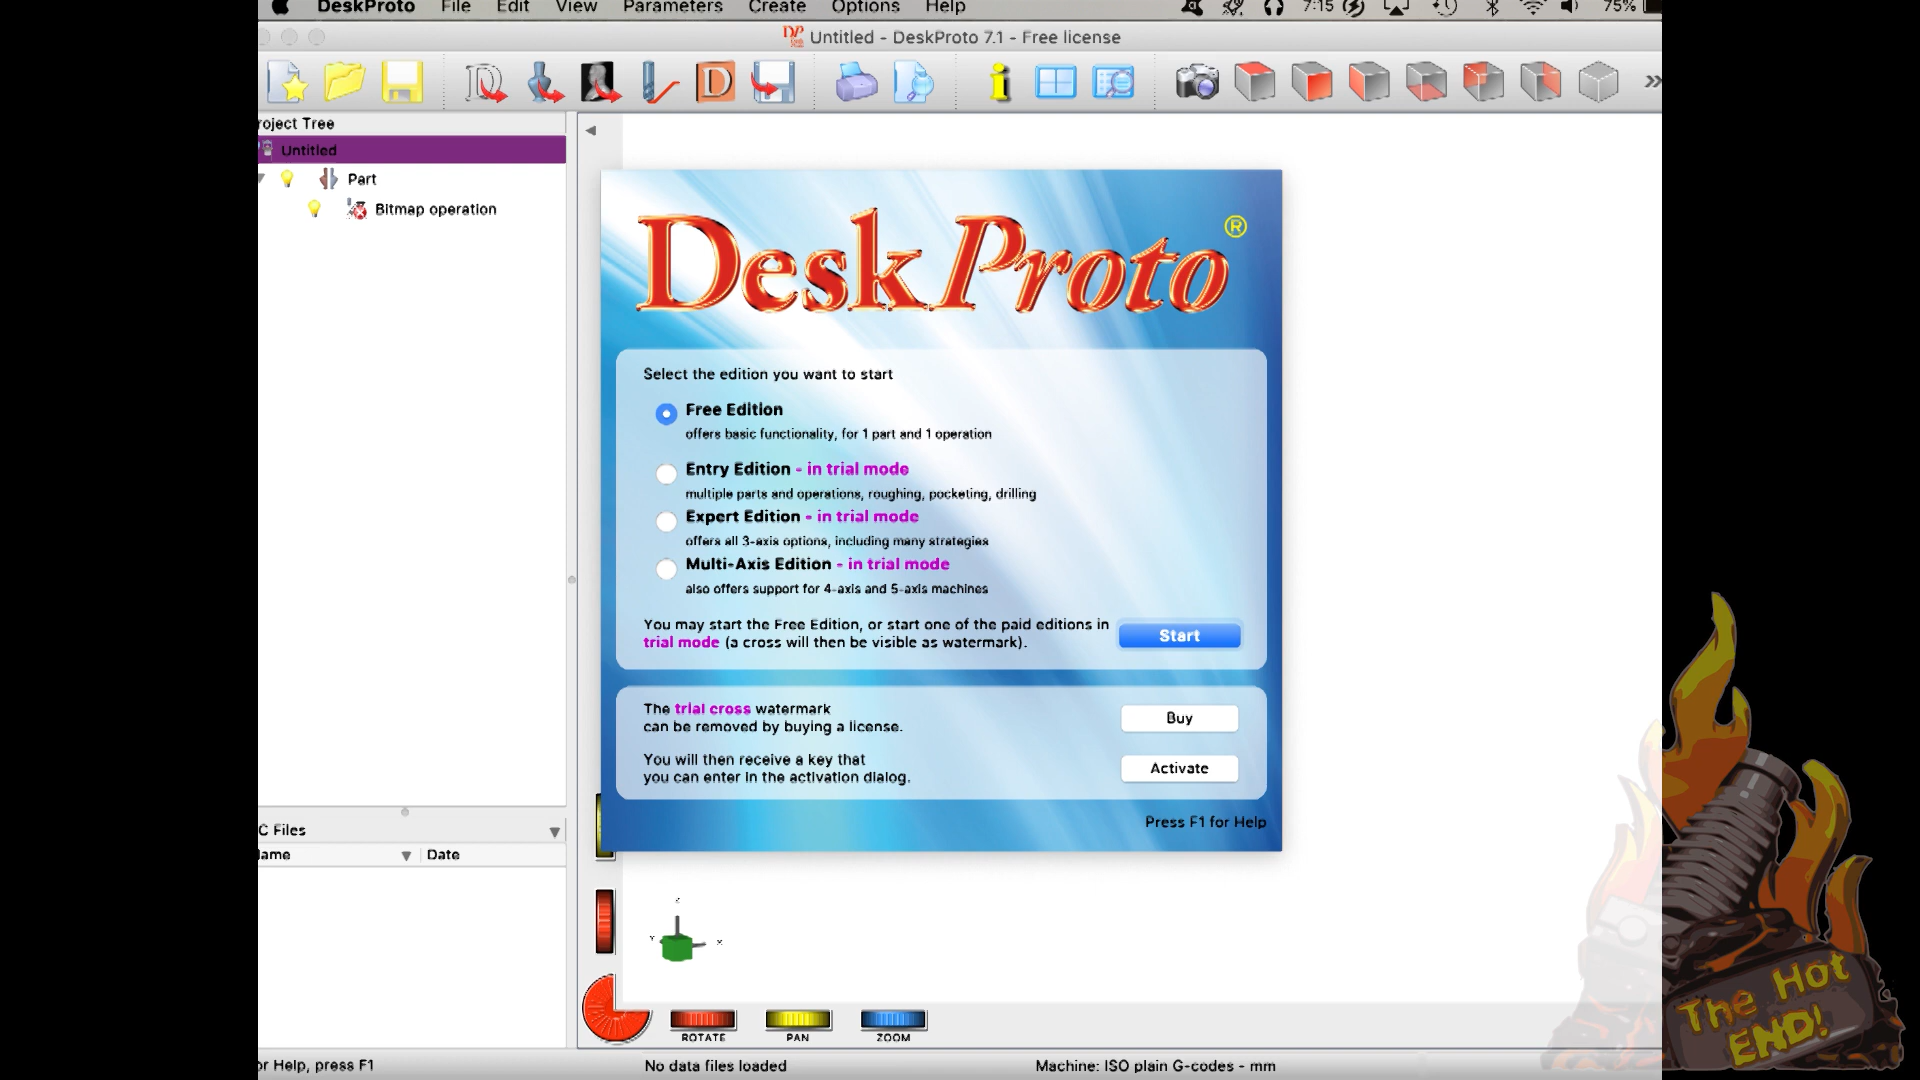 DeskProto File Edit View Parameters Create Options Help 7:15 75%
Untitled - DeskProto 7.1 - Free license
roject Tree
Untitled
Part
Bitmap operation
DeskProto®
Select the edition you want to start
Free Edition
offers basic functionality, for 1 part and 1 operation
Entry Edition - in trial mode
multiple parts and operations, roughing, pocketing, drilling
Expert Edition - in trial mode
offers all 3-axis options, including many strategies
Multi-Axis Edition - in trial mode
also offers support for 4-axis and 5-axis machines
You may start the Free Edition, or start one of the paid editions in
trial mode (a cross will then be visible as watermark).
Start
The trial cross watermark
can be removed by buying a license.
Buy
You will then receive a key that
you can enter in the activation dialog.
Activate
Press F1 for Help
C Files
ame Date
Z
Y X
ROTATE PAN ZOOM
or Help, press F1 No data files loaded Machine: ISO plain G-codes - mm
The Hot
END!